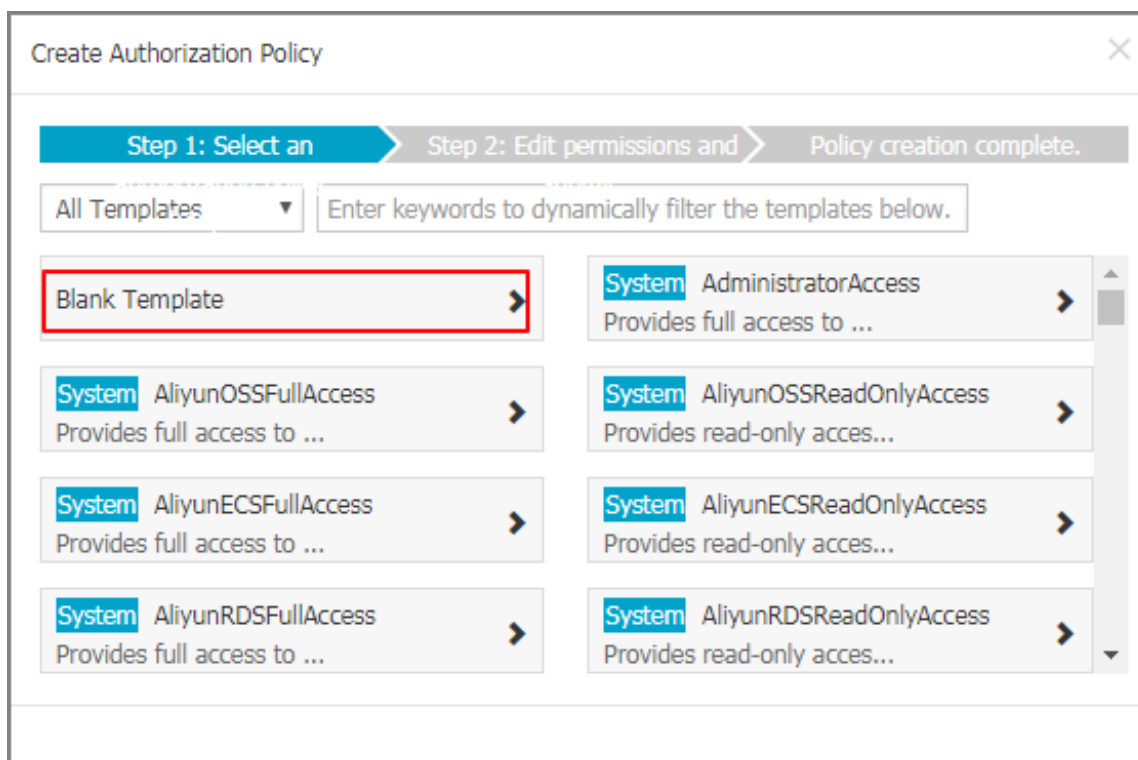 Create Authorization Policy
Step 1: Select an
Step 2: Edit permissions and
Policy creation complete.
All Templates
Enter keywords to dynamically filter the templates below.
Blank Template
System AdministratorAccess
Provides full access to ...
System AliyunOSSFullAccess
Provides full access to ...
System AliyunOSSReadOnlyAccess
Provides read-only acces...
System AliyunECSFullAccess
Provides full access to ...
System AliyunECSReadOnlyAccess
Provides read-only acces...
System AliyunRDSFullAccess
Provides full access to ...
System AliyunRDSReadOnlyAccess
Provides read-only acces...